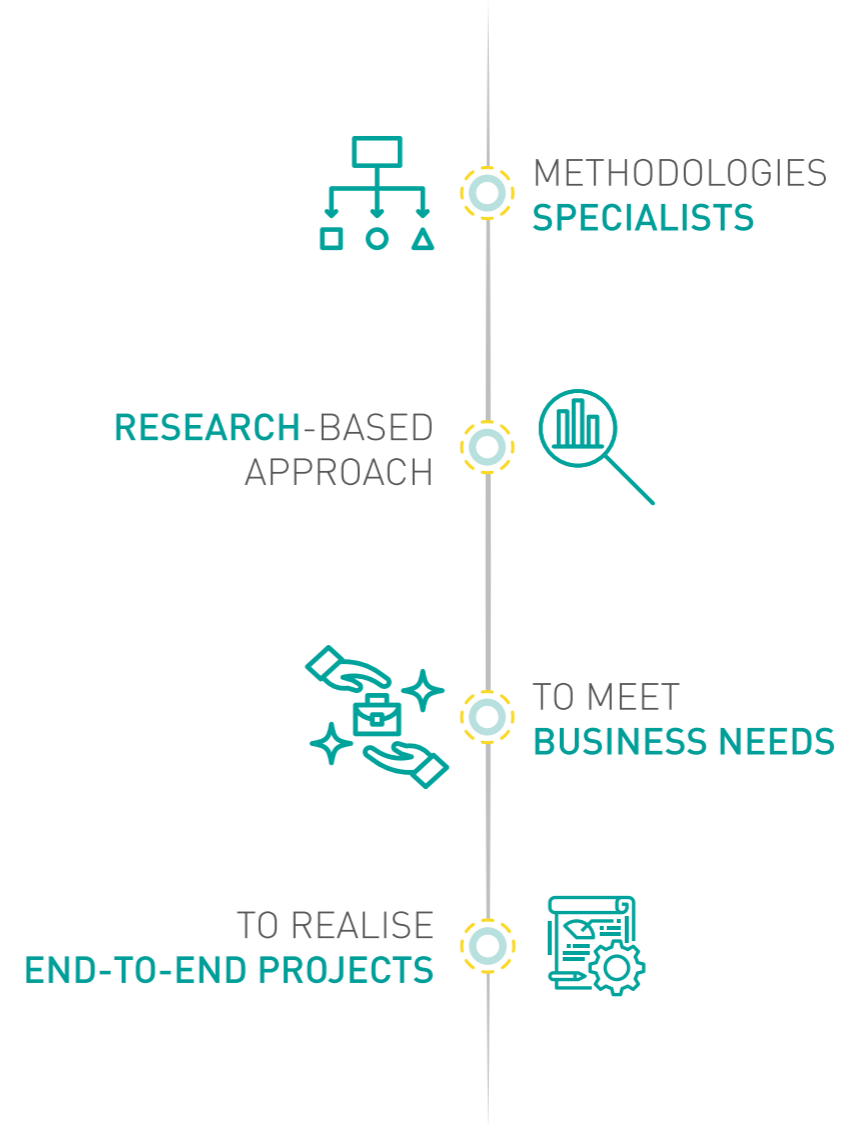 METHODOLOGIES
SPECIALISTS
RESEARCH-BASED
APPROACH
TO MEET
BUSINESS NEEDS
TO REALISE
END-TO-END PROJECTS